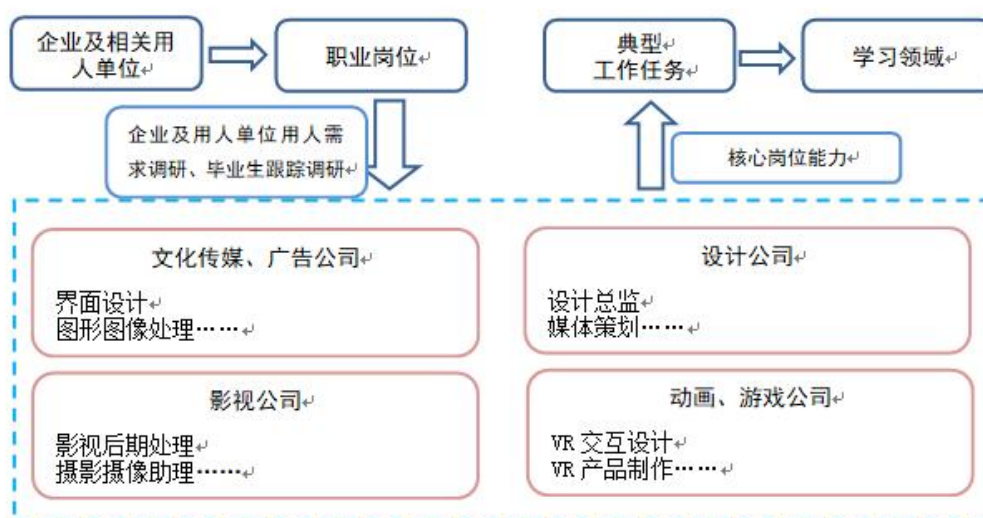 企业及相关用
人单位
职业岗位
典型
工作任务
学习领域
企业及用人单位用人需
求调研、毕业生跟踪调研
核心岗位能力
文化传媒、广告公司
界面设计
图形图像处理……
设计公司
设计总监
媒体策划……
影视公司
影视后期处理
摄影摄像助理……
动画、游戏公司
VR 交互设计
VR 产品制作……